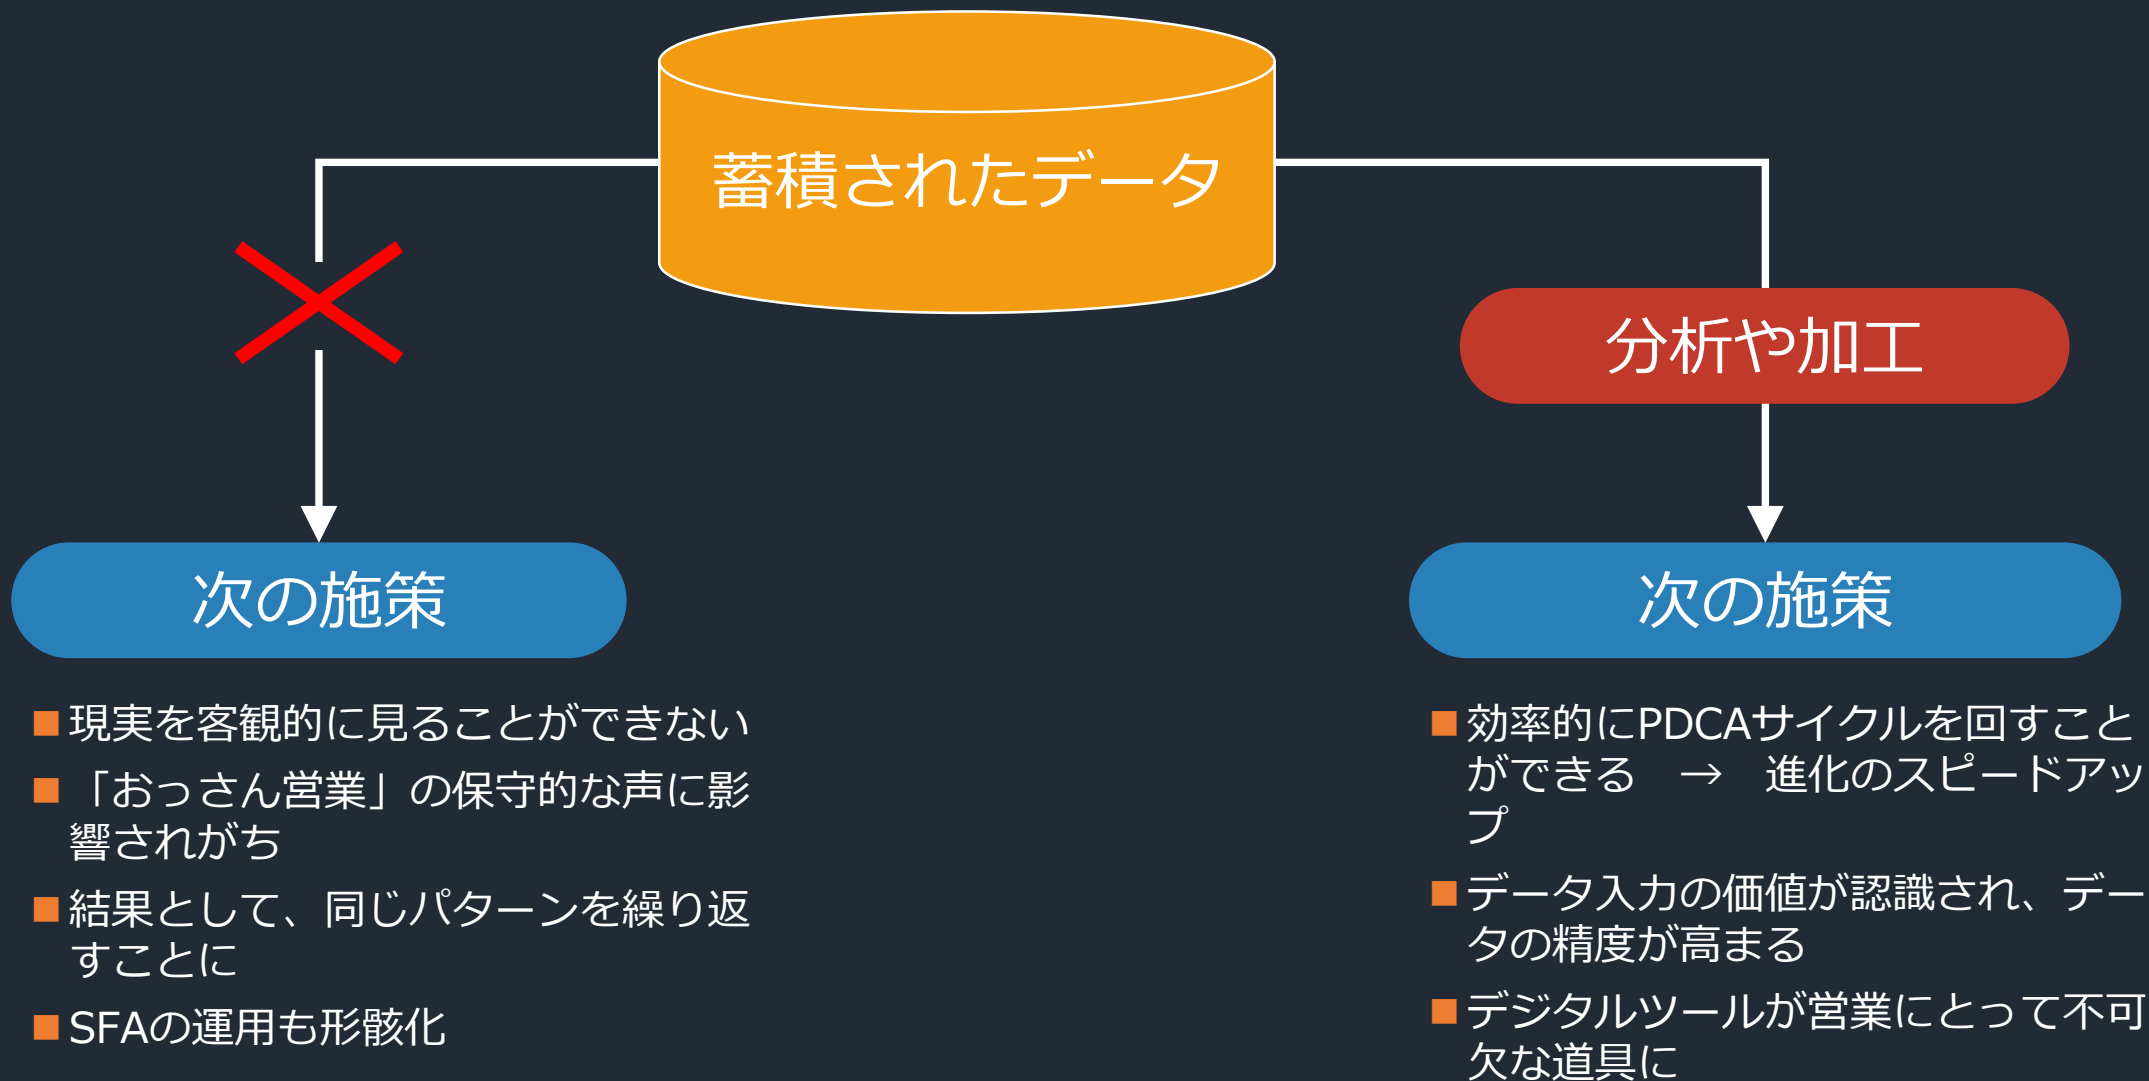 蓄積されたデータ
分析や加工
次の施策
現実を客観的に見ることができない
「おっさん営業」の保守的な声に影
響されがち
結果として、同じパターンを繰り返
すことに
SFAの運用も形骸化
次の施策
効率的にPDCAサイクルを回すこと
ができる　→　進化のスピードアッ
プ
データ入力の価値が認識され、デー
タの精度が高まる
デジタルツールが営業にとって不可
欠な道具に